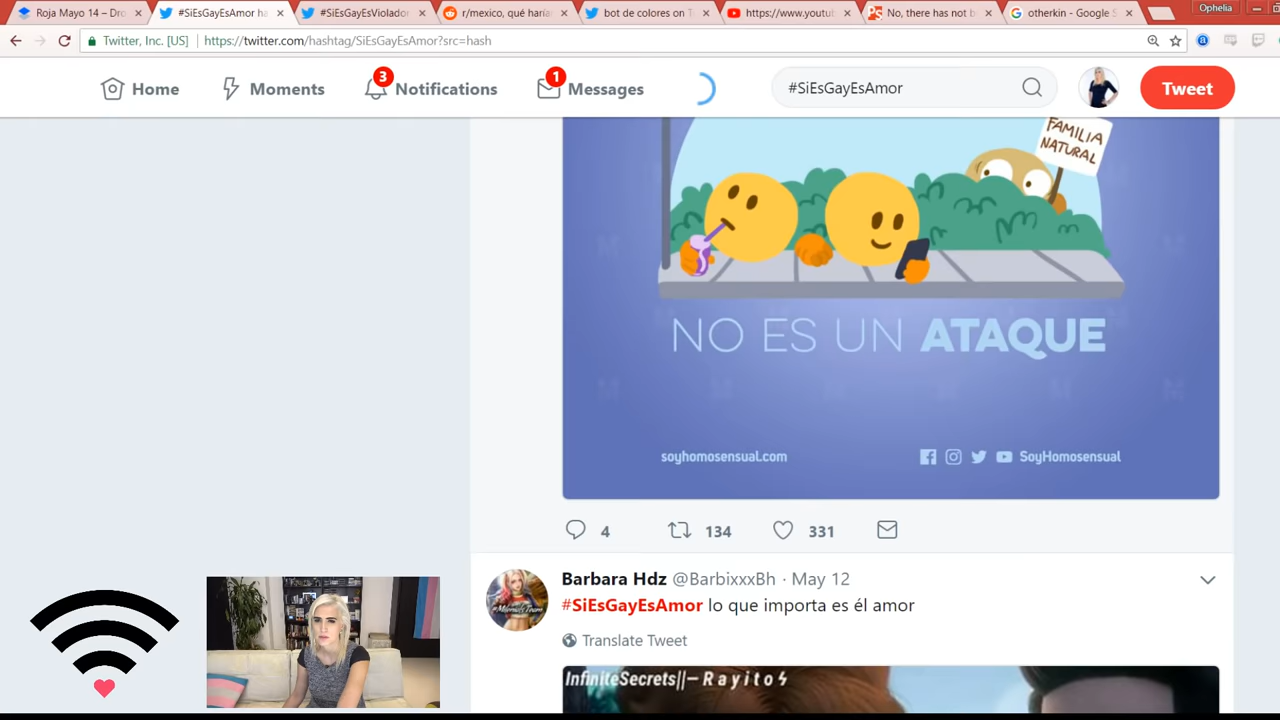 Roja Mayo 14 – Dro
#SiEsGayEsAmor ha
#SiEsGayEsViolador
r/mexico, qué haría
bot de colores on T
https://www.youtu
No, there has not b
otherkin - Google S
Ophelia
Twitter, Inc. [US]
https://twitter.com/hashtag/SiEsGayEsAmor?src=hash
Home
Moments
3
Notifications
1
Messages
#SiEsGayEsAmor
Tweet
FAMILIA
NATURAL
NO ES UN ATAQUE
soyhomosensual.com
SoyHomosensual
4
134
331
Barbara Hdz @BarbixxxBh · May 12
#SiEsGayEsAmor lo que importa es él amor
Translate Tweet
InfiniteSecrets||–Rayitoϟ